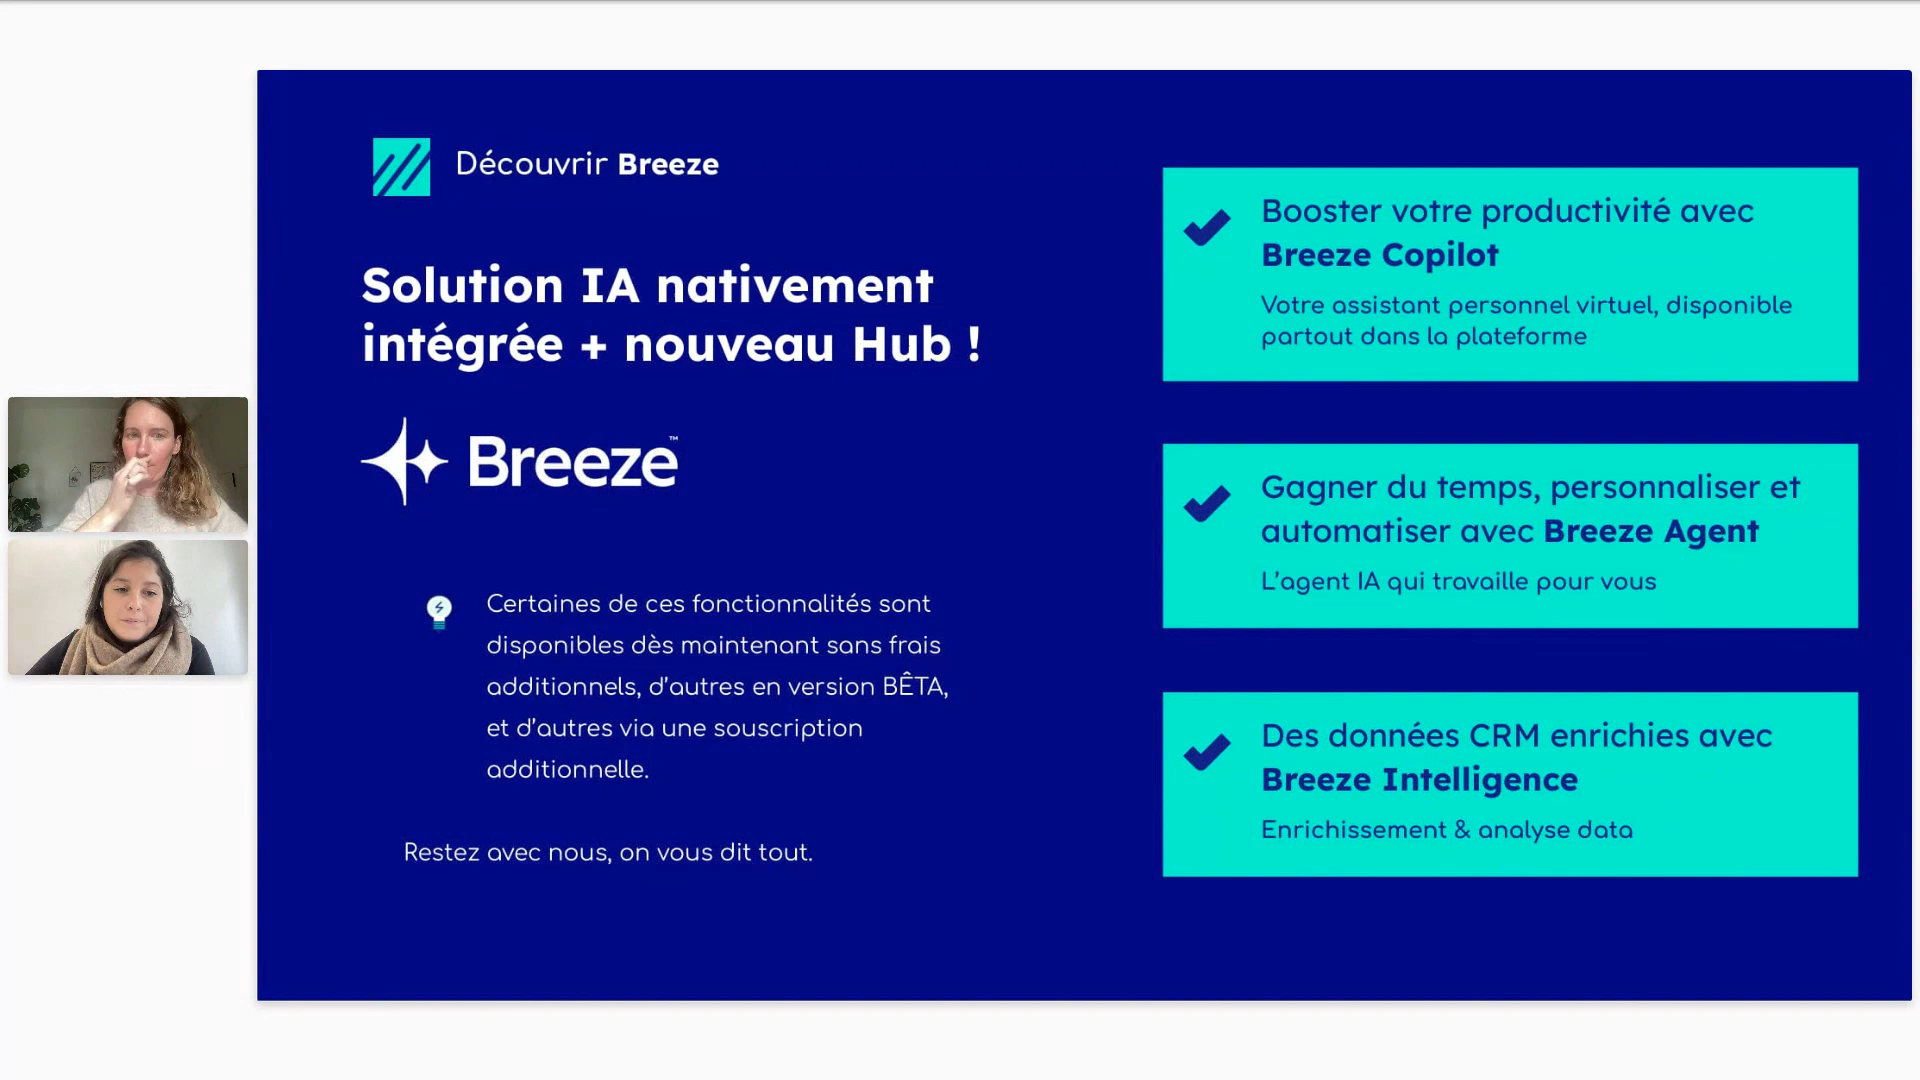 Découvrir Breeze
Solution IA nativement
intégrée + nouveau Hub !
Breeze™
Certaines de ces fonctionnalités sont
disponibles dès maintenant sans frais
additionnels, d’autres en version BÊTA,
et d’autres via une souscription
additionnelle.
Restez avec nous, on vous dit tout.
Booster votre productivité avec
Breeze Copilot
Votre assistant personnel virtuel, disponible
partout dans la plateforme
Gagner du temps, personnaliser et
automatiser avec Breeze Agent
L’agent IA qui travaille pour vous
Des données CRM enrichies avec
Breeze Intelligence
Enrichissement & analyse data